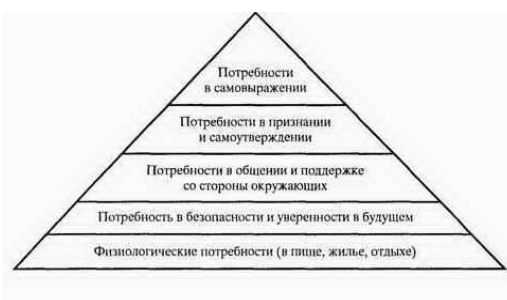 Потребности
в самовыражении
Потребности в признании
и самоутверждении
Потребности в общении и поддержке
со стороны окружающих
Потребность в безопасности и уверенности в будущем
Физиологические потребности (в пище, жилье, отдыхе)